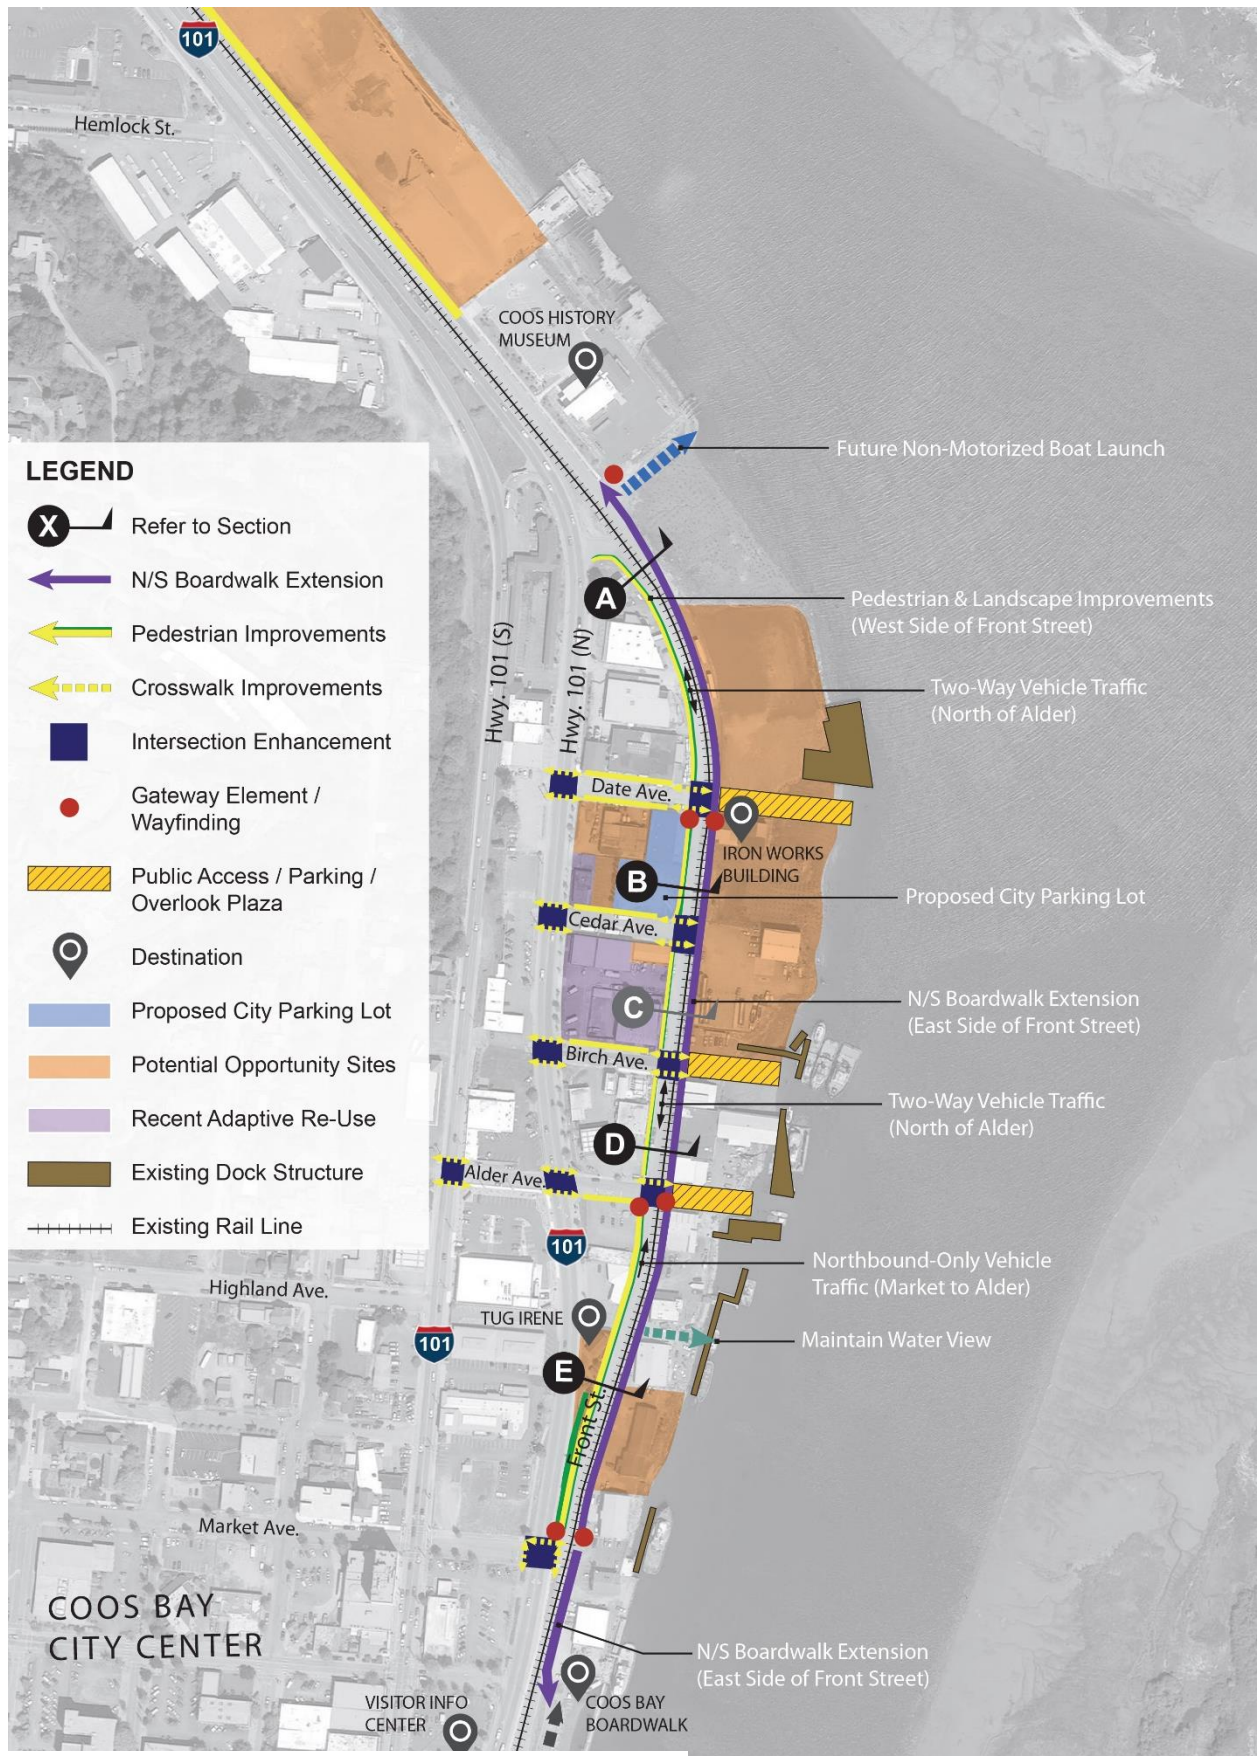 101
Hemlock St.
COOS HISTORY
MUSEUM
Future Non-Motorized Boat Launch
LEGEND
X
Refer to Section
N/S Boardwalk Extension
Pedestrian Improvements
Crosswalk Improvements
Intersection Enhancement
Gateway Element /
Wayfinding
Public Access / Parking /
Overlook Plaza
Destination
Proposed City Parking Lot
Potential Opportunity Sites
Recent Adaptive Re-Use
Existing Dock Structure
Existing Rail Line
A
Pedestrian & Landscape Improvements
(West Side of Front Street)
Hwy. 101 (S)
Hwy. 101 (N)
Two-Way Vehicle Traffic
(North of Alder)
Date Ave.
IRON WORKS
BUILDING
B
Proposed City Parking Lot
Cedar Ave.
C
N/S Boardwalk Extension
(East Side of Front Street)
Birch Ave.
Two-Way Vehicle Traffic
(North of Alder)
D
Alder Ave.
101
Northbound-Only Vehicle
Traffic (Market to Alder)
Highland Ave.
TUG IRENE
101
Maintain Water View
E
Front St.
Market Ave.
COOS BAY
CITY CENTER
N/S Boardwalk Extension
(East Side of Front Street)
VISITOR INFO
CENTER
COOS BAY
BOARDWALK